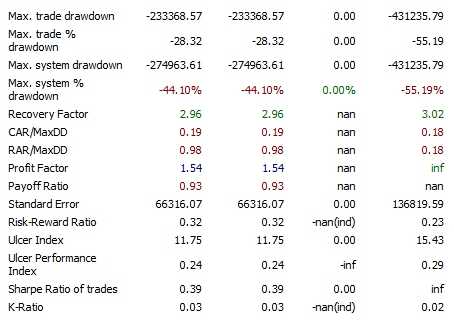 Max. trade drawdown -233368.57 -233368.57 0.00 -431235.79
Max. trade %
drawdown -28.32 -28.32 0.00 -55.19
Max. system drawdown -274963.61 -274963.61 0.00 -431235.79
Max. system %
drawdown -44.10% -44.10% 0.00% -55.19%
Recovery Factor 2.96 2.96 nan 3.02
CAR/MaxDD 0.19 0.19 nan 0.18
RAR/MaxDD 0.98 0.98 nan 0.18
Profit Factor 1.54 1.54 nan inf
Payoff Ratio 0.93 0.93 nan nan
Standard Error 66316.07 66316.07 0.00 136819.59
Risk-Reward Ratio 0.32 0.32 -nan(ind) 0.23
Ulcer Index 11.75 11.75 0.00 15.43
Ulcer Performance
Index 0.24 0.24 -inf 0.29
Sharpe Ratio of trades 0.39 0.39 0.00 inf
K-Ratio 0.03 0.03 -nan(ind) 0.02